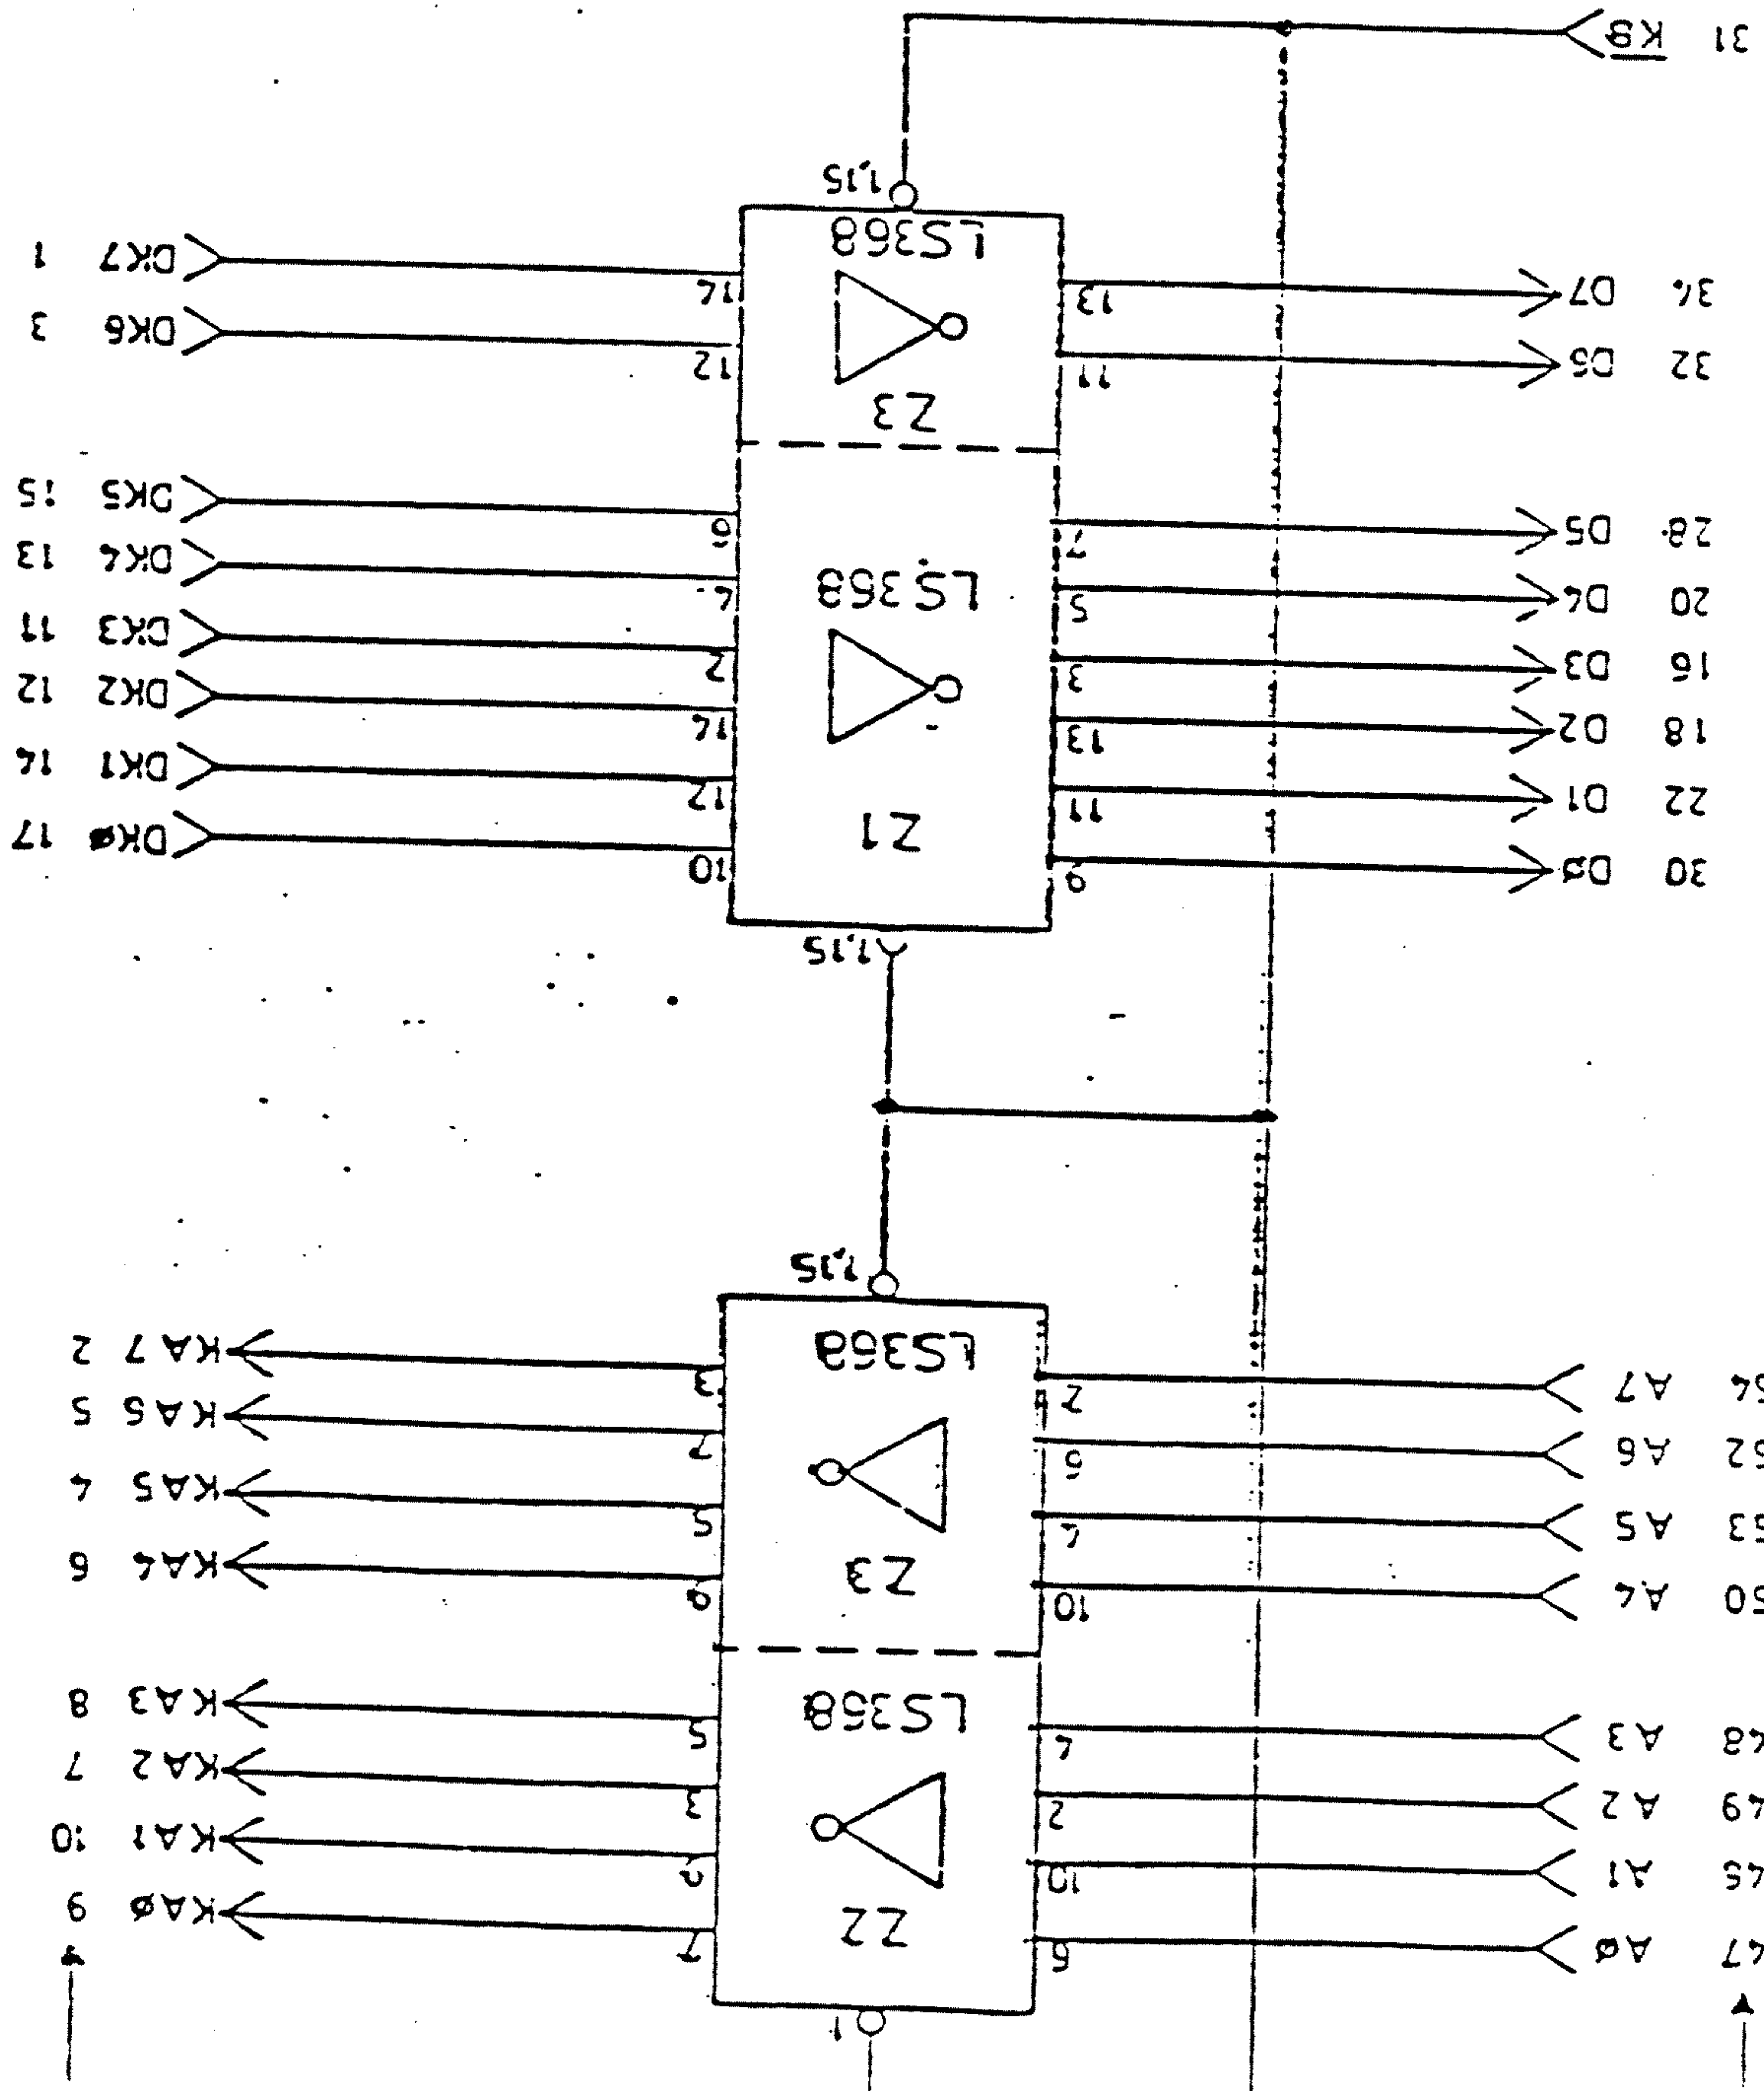 1
47 AØ 6 7 KAØ 9
Z2
A1 10 9 KA1 10
49 A2 2 3 KA2 7
48 A3 4 5 KA3 8
LS368
50 A4 10 9 KA4 6
Z3
53 A5 4 5 KA5 4
52 A6 6 7 KA6 5
54 A7 2 3 KA7 2
LS368
1,15
1,15
30 DØ 9 10 DKØ 17
Z1
22 D1 11 12 DK1 14
18 D2 13 14 DK2 12
16 D3 3 2 DK3 11
20 D4 5 4 DK4 13
LS368
28 D5 7 6 DK5 15
Z3
32 D6 11 12 DK6 3
34 D7 13 14 DK7 1
LS368
1,15
31 KB